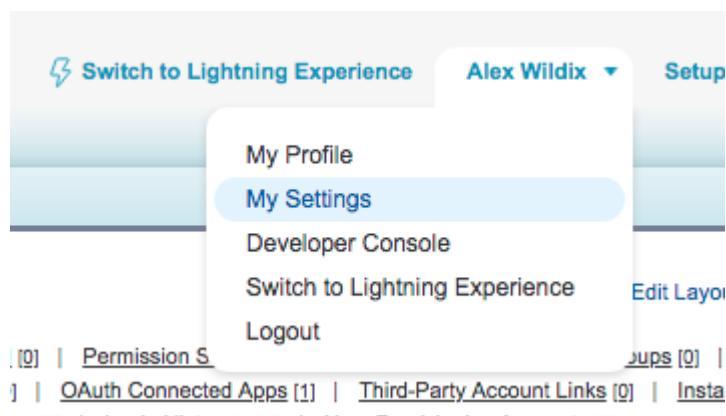 Switch to Lightning Experience Alex Wildix Setup
My Profile
My Settings
Developer Console
Switch to Lightning Experience
Edit Layou
Logout
[0] | Permission S oups [0] |
] | OAuth Connected Apps [1] | Third-Party Account Links [0] | Insta